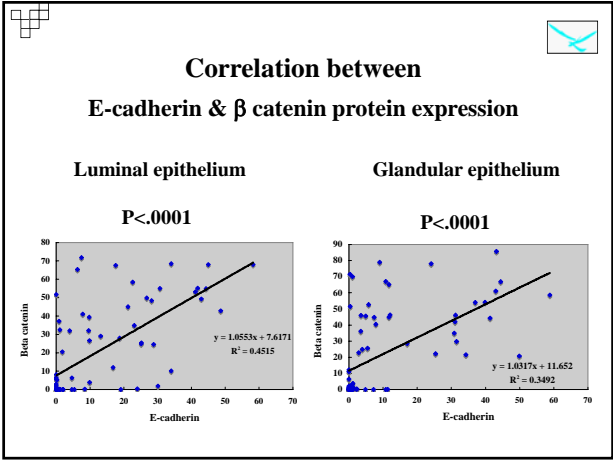 Correlation between
E-cadherin & β catenin protein expression
Luminal epithelium
Glandular epithelium
P<.0001
P<.0001
80
70
60
50
40
30
20
10
0
Beta catenin
y = 1.0553x + 7.6171
R² = 0.4515
0 10 20 30 40 50 60 70
E-cadherin
90
80
70
60
50
40
30
20
10
0
Beta catenin
y = 1.0317x + 11.652
R² = 0.3492
0 10 20 30 40 50 60 70
E-cadherin